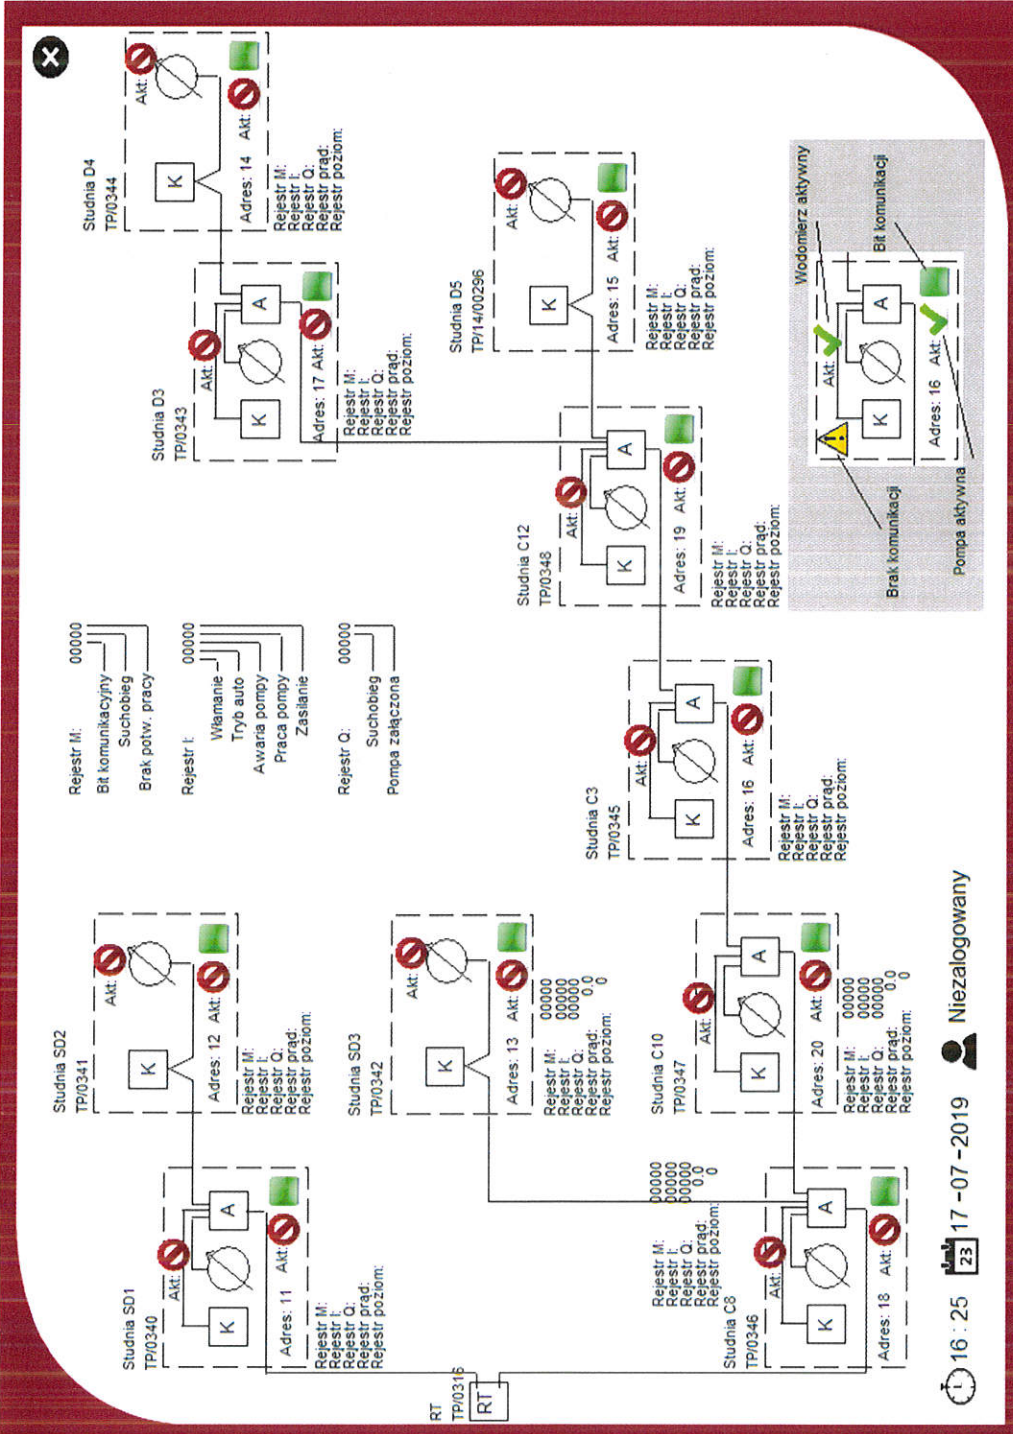 Studnia SD2
TP/0341
Akt:
K
Adres: 12 Akt:
Rejestr M:
Rejestr I:
Rejestr Q:
Rejestr prąd:
Rejestr poziom:
Rejestr M: 00000
Bit komunikacyjny
Suchobieg
Brak potw. pracy
Rejestr I: 00000
Włamanie
Tryb auto
Awaria pompy
Praca pompy
Zasilanie
Rejestr Q: 00000
Suchobieg
Pompa załączona
Studnia D4
TP/0344
Akt:
K
Adres: 14 Akt:
Rejestr M:
Rejestr I:
Rejestr Q:
Rejestr prąd:
Rejestr poziom:
Studnia SD1
TP/0340
Akt:
K
A
Adres: 11 Akt:
Rejestr M:
Rejestr I:
Rejestr Q:
Rejestr prąd:
Rejestr poziom:
Studnia D3
TP/0343
Akt:
K
A
Adres: 17 Akt:
Rejestr M:
Rejestr I:
Rejestr Q:
Rejestr prąd:
Rejestr poziom:
Studnia SD3
TP/0342
Akt:
K
Adres: 13 Akt:
Rejestr M: 00000
Rejestr I: 00000
Rejestr Q: 00000
Rejestr prąd: 0.0
Rejestr poziom: 0
Studnia D5
TP/14/00296
Akt:
K
Adres: 15 Akt:
Rejestr M:
Rejestr I:
Rejestr Q:
Rejestr prąd:
Rejestr poziom:
RT
TP/0316
RT
Studnia C12
TP/0348
Akt:
K
A
Adres: 19 Akt:
Rejestr M:
Rejestr I:
Rejestr Q:
Rejestr prąd:
Rejestr poziom:
Studnia C3
TP/0345
Akt:
K
A
Adres: 16 Akt:
Rejestr M:
Rejestr I:
Rejestr Q:
Rejestr prąd:
Rejestr poziom:
Studnia C10
TP/0347
Akt:
K
A
Adres: 20 Akt:
Rejestr M: 00000
Rejestr I: 00000
Rejestr Q: 00000
Rejestr prąd: 0.0
Rejestr poziom: 0
Rejestr M: 00000
Rejestr I: 00000
Rejestr Q: 00000
Rejestr prąd: 0.0
Rejestr poziom: 0
Studnia C8
TP/0346
Akt:
K
A
Adres: 18 Akt:
Wodomierz aktywny
Akt:
K
A
Bit komunikacji
Brak komunikacji
Adres: 16 Akt:
Pompa aktywna
16 : 25 23 17-07-2019 Niezalogowany